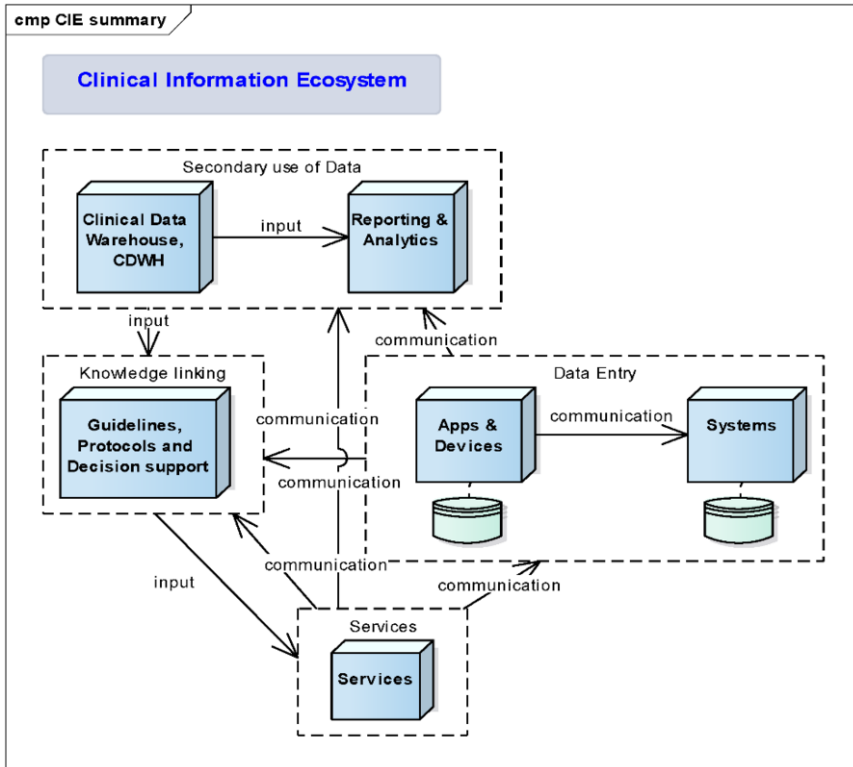 cmp CIE summary
Clinical Information Ecosystem
Secondary use of Data
Clinical Data
Warehouse,
CDWH
input
Reporting &
Analytics
input
communication
Knowledge linking
Guidelines,
Protocols and
Decision support
communication
communication
Data Entry
Apps &
Devices
communication
Systems
input
communication
communication
Services
Services